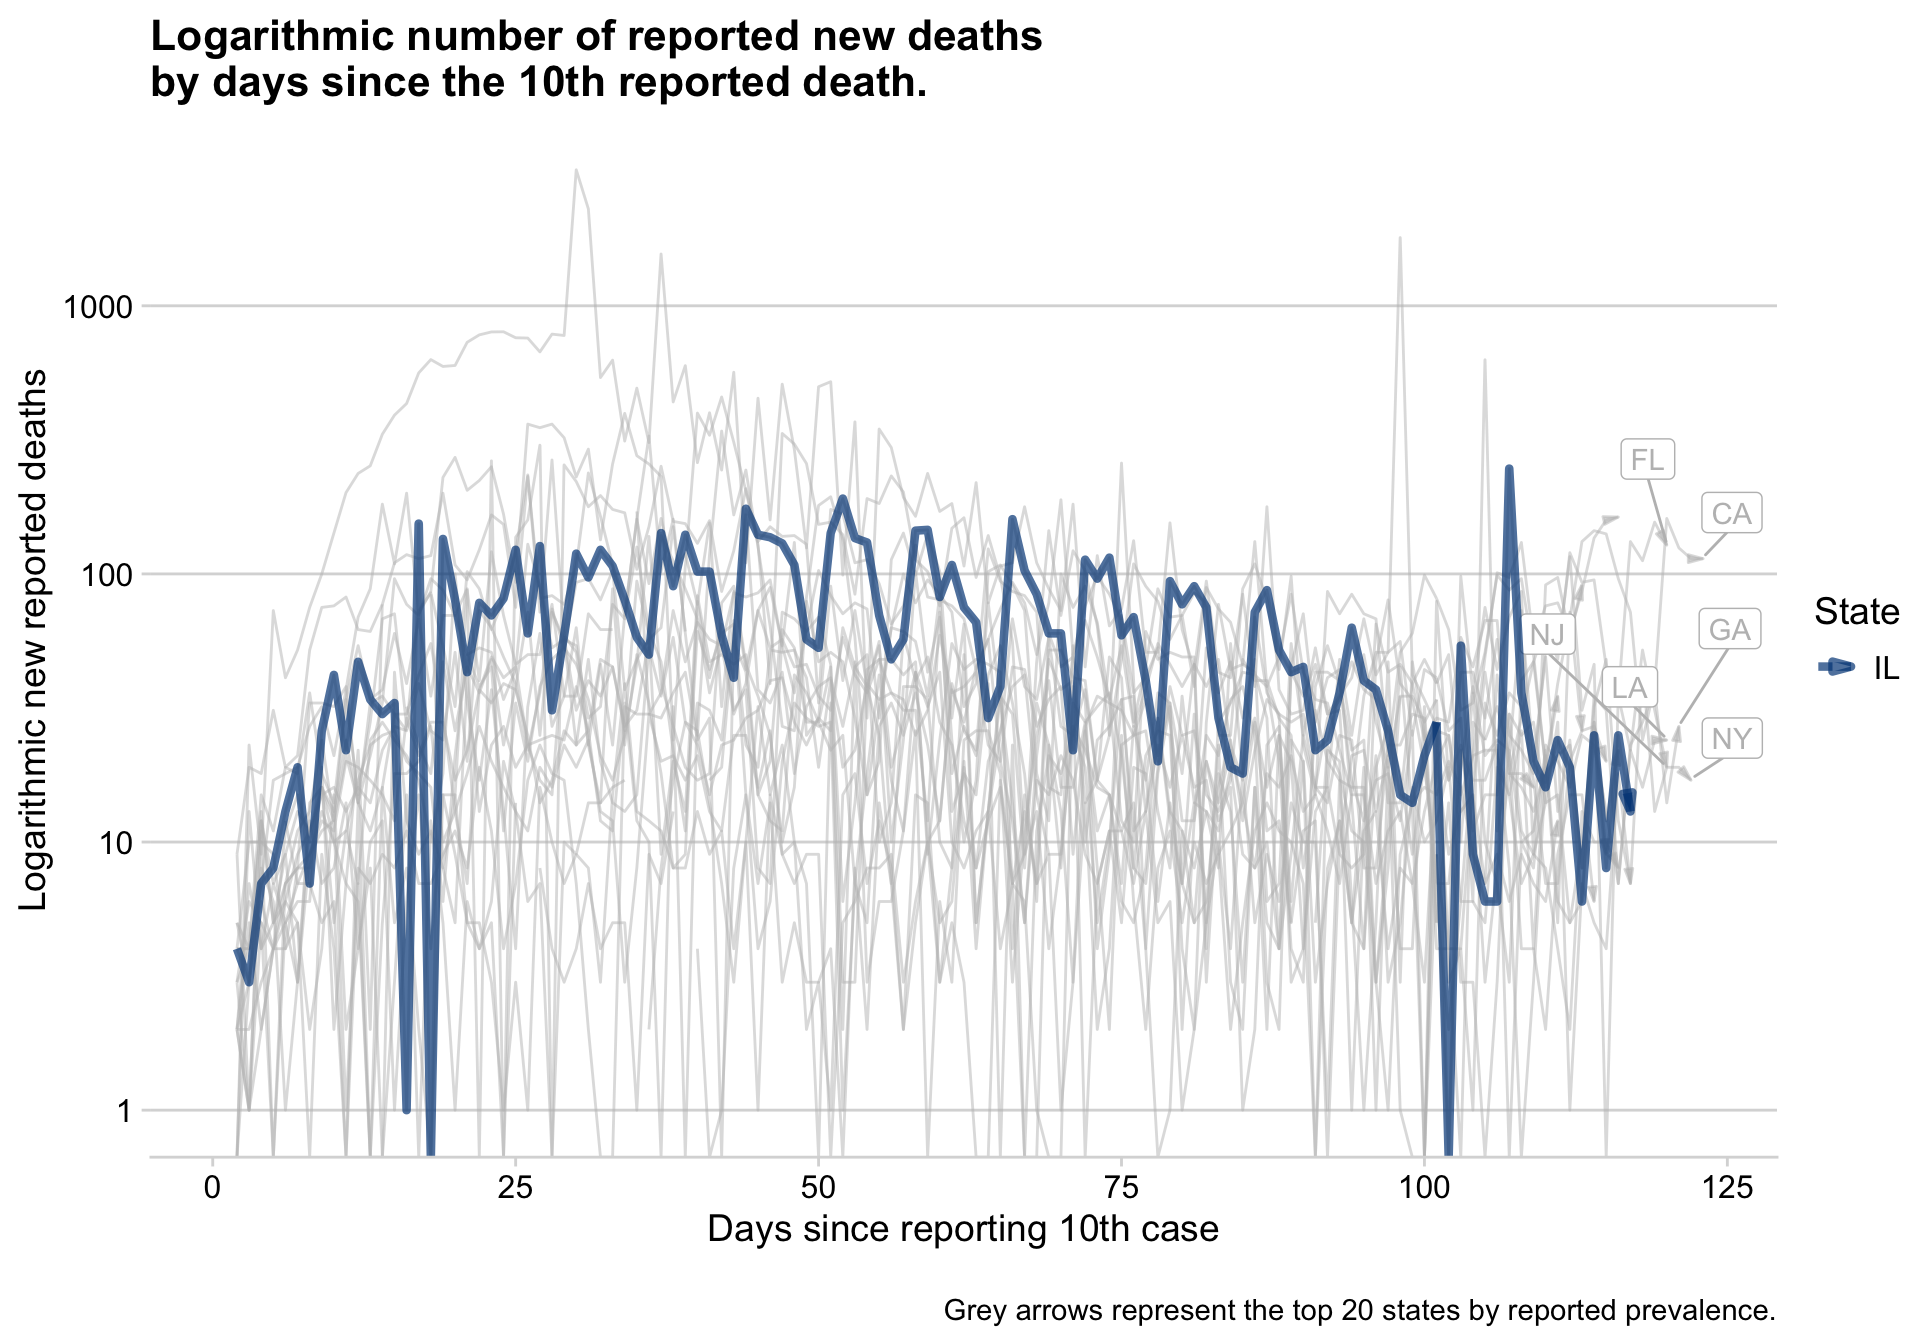 Logarithmic number of reported new deaths
by days since the 10th reported death.
Logarithmic new reported deaths
1000
100
10
1
FL
CA
NJ
GA
LA
NY
State
IL
0
25
50
75
100
125
Days since reporting 10th case
Grey arrows represent the top 20 states by reported prevalence.